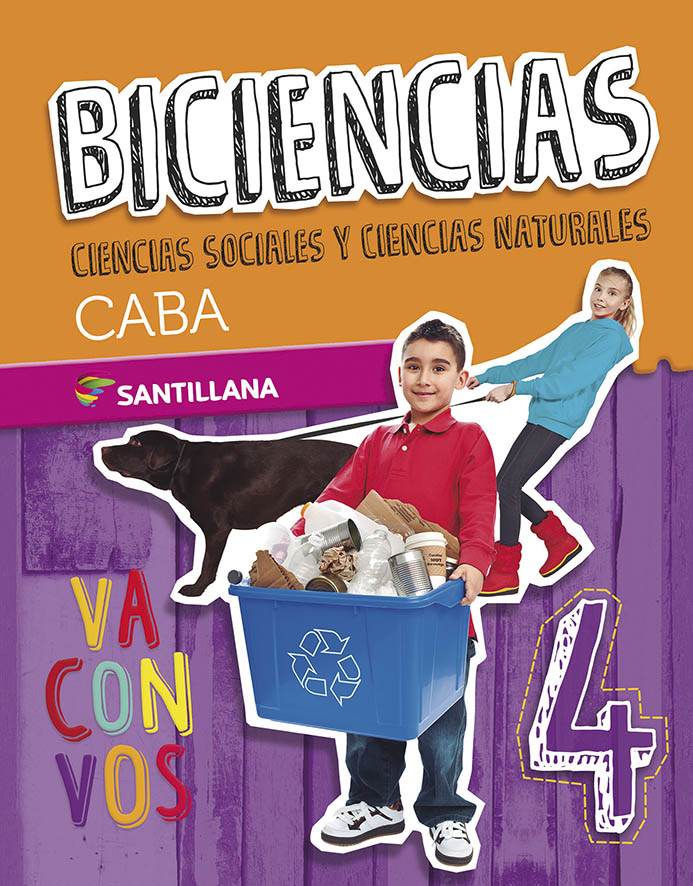 BICIENCIAS
CIENCIAS SOCIALES Y CIENCIAS NATURALES
CABA
SANTILLANA
VA
CON
VOS
4